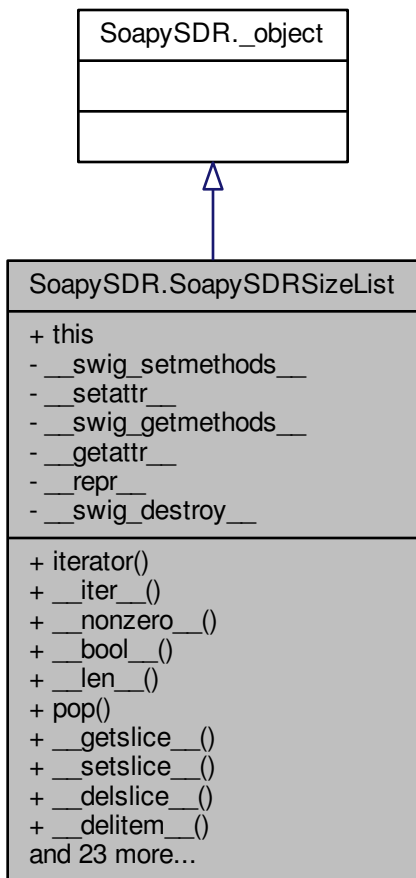 SoapySDR._object
SoapySDR.SoapySDRSizeList
+ this
- __swig_setmethods__
- __setattr__
- __swig_getmethods__
- __getattr__
- __repr__
- __swig_destroy__
+ iterator()
+ __iter__()
+ __nonzero__()
+ __bool__()
+ __len__()
+ pop()
+ __getslice__()
+ __setslice__()
+ __delslice__()
+ __delitem__()
and 23 more...